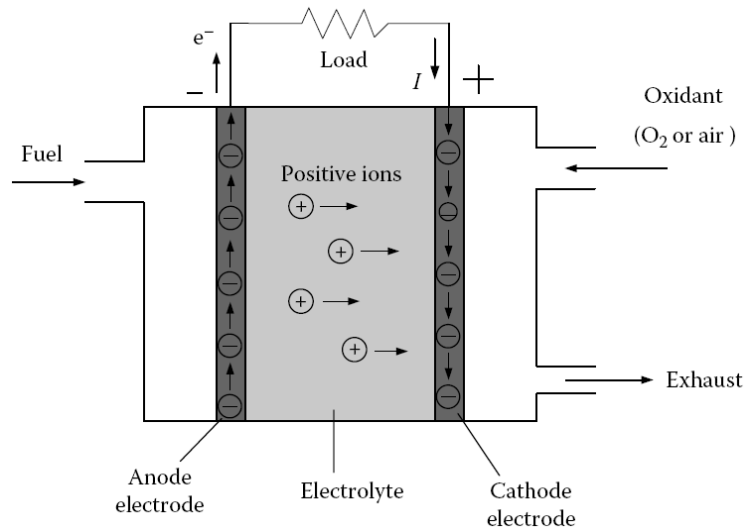 e⁻
Load
−
I
+
Oxidant
(O₂ or air )
Fuel
Positive ions
+
+
+
+
Exhaust
Anode
electrode
Electrolyte
Cathode
electrode